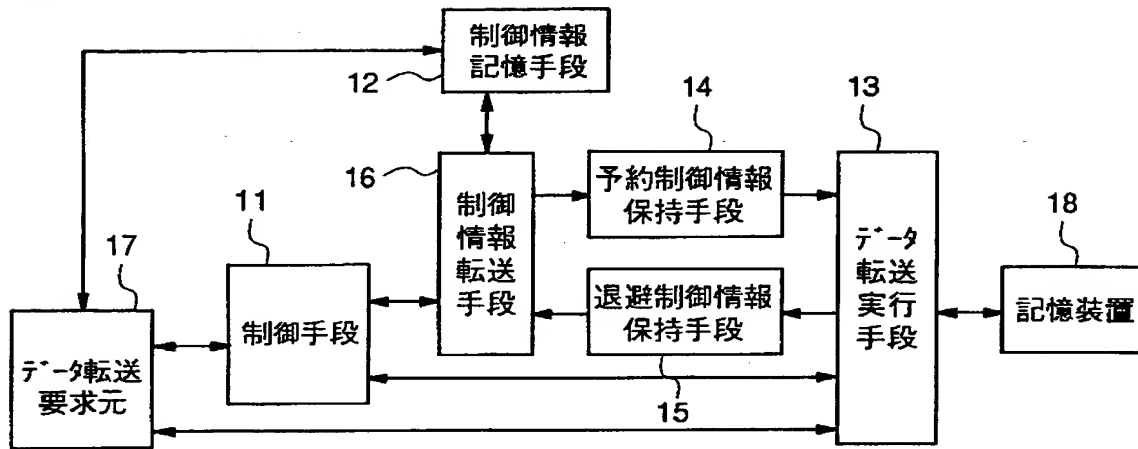 制御情報
記憶手段
12
14
13
16
予約制御情報
保持手段
制御
情報
転送
手段
11
18
17
データ
転送
実行
手段
退避制御情報
保持手段
記憶装置
制御手段
データ転送
要求元
15